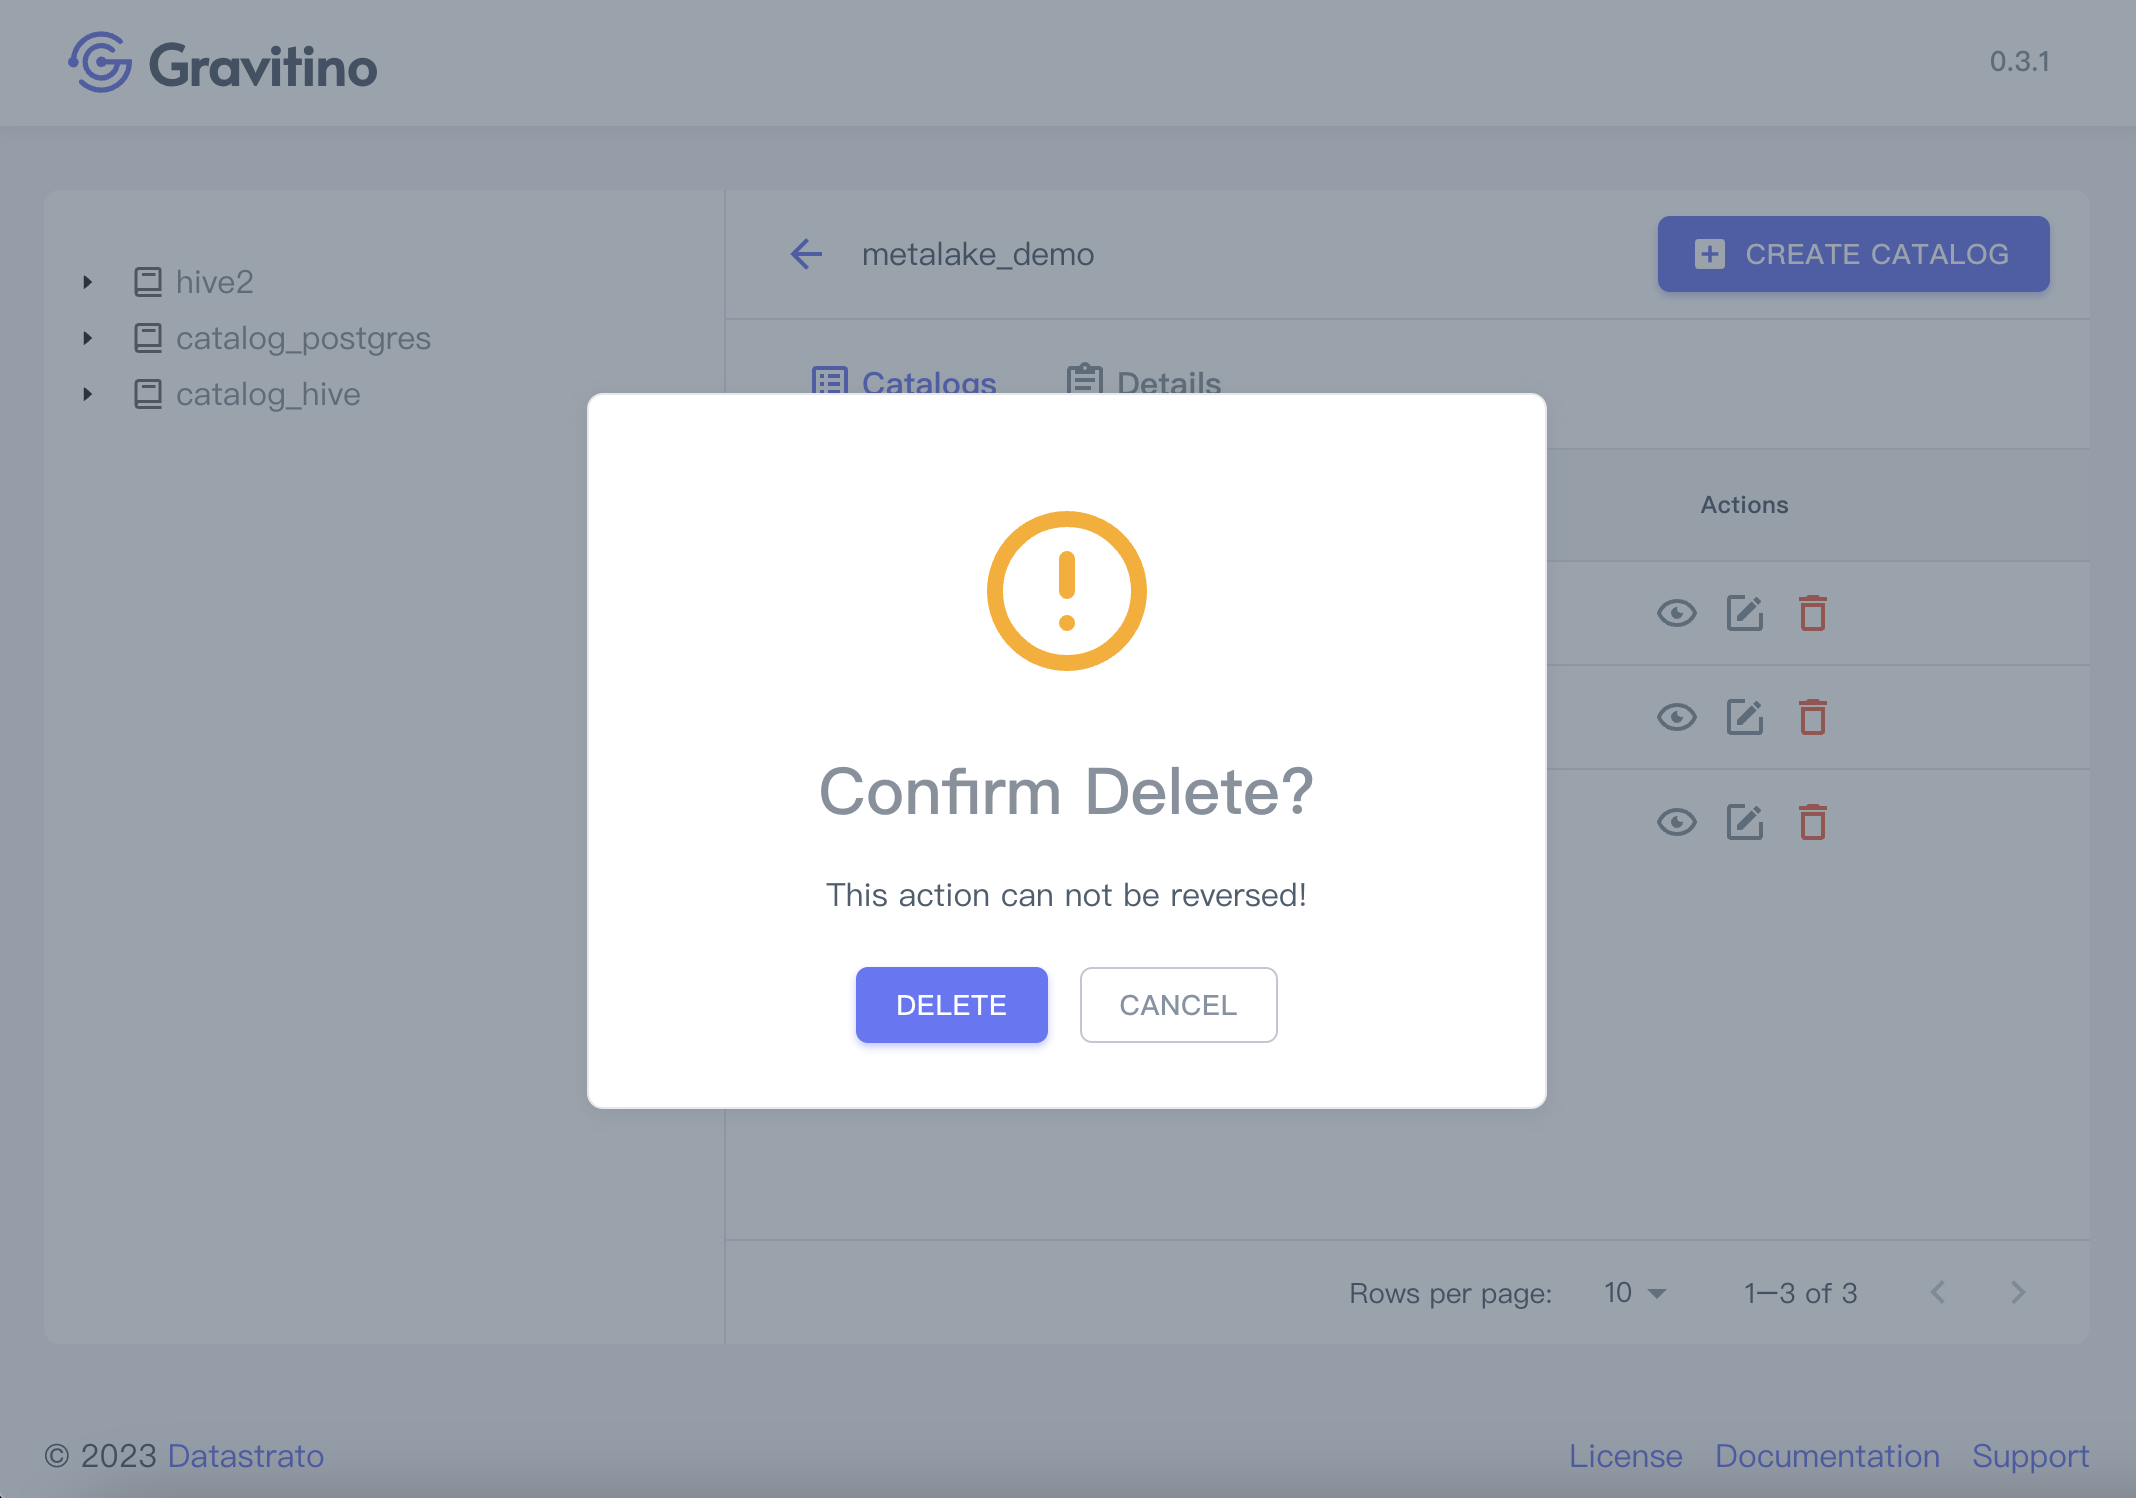 Gravitino
0.3.1
hive2
catalog_postgres
catalog_hive
metalake_demo
CREATE CATALOG
Catalogs
Details
Actions
Confirm Delete?
This action can not be reversed!
DELETE
CANCEL
Rows per page:
10
1–3 of 3
© 2023 Datastrato
License
Documentation
Support